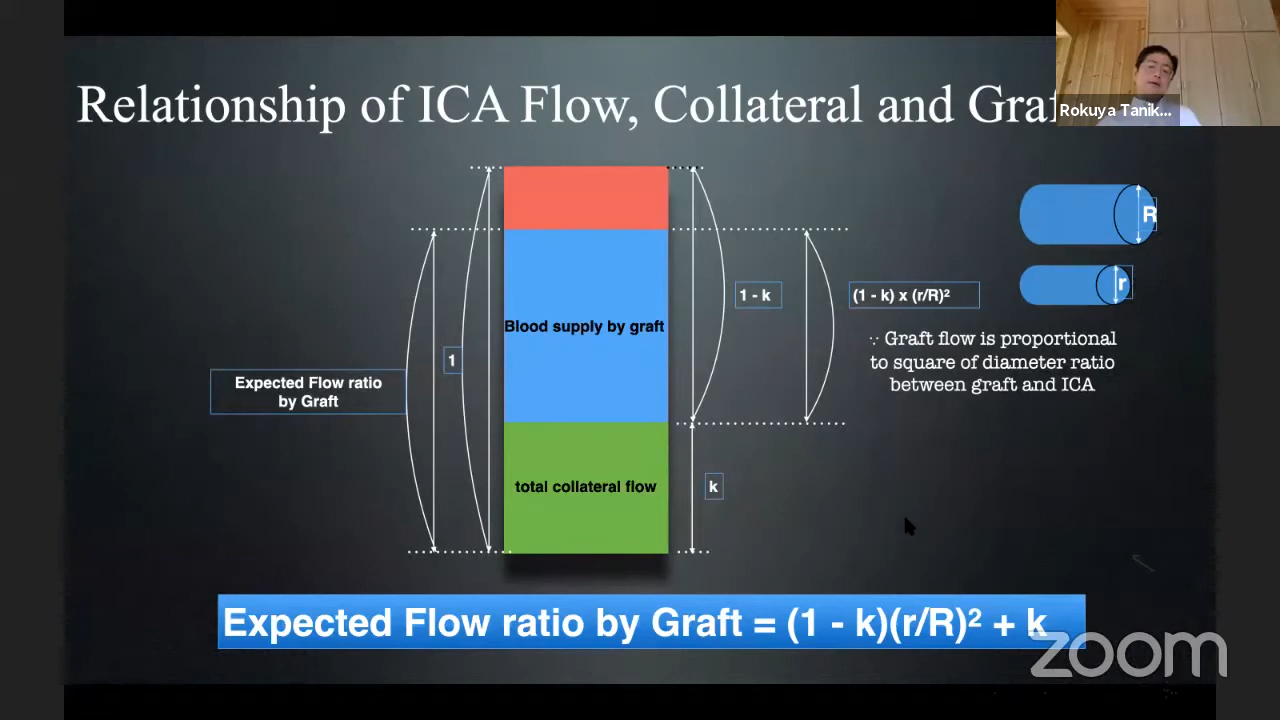 Relationship of ICA Flow, Collateral and Graf
Rokuya Tanik...
R
r
1 - k
(1 - k) x (r/R)²
Blood supply by graft
∵ Graft flow is proportional
to square of diameter ratio
between graft and ICA
1
Expected Flow ratio
by Graft
total collateral flow
k
Expected Flow ratio by Graft = (1 - k)(r/R)² + k
zoom